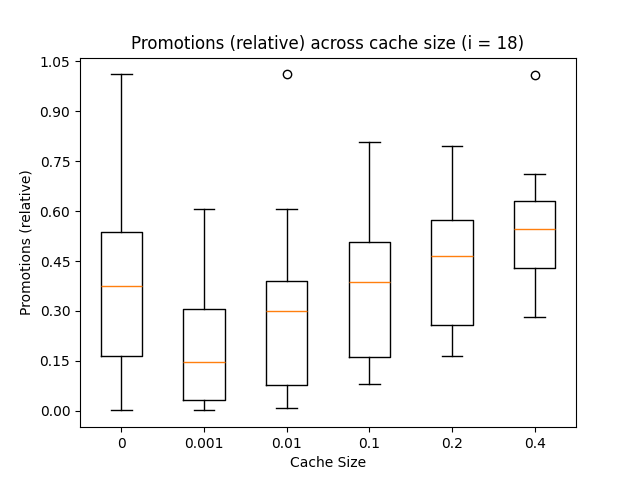 Promotions (relative) across cache size (i = 18)
Promotions (relative)
1.05
0.90
0.75
0.60
0.45
0.30
0.15
0.00
0 0.001 0.01 0.1 0.2 0.4
Cache Size